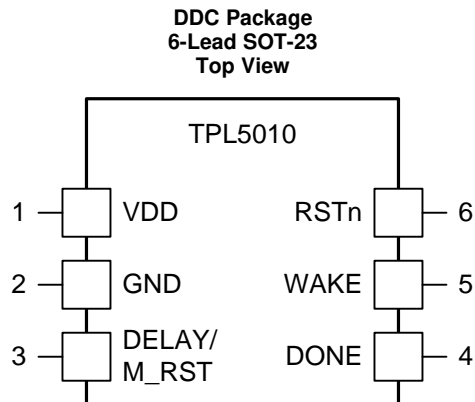 DDC Package
6-Lead SOT-23
Top View
TPL5010
1 VDD RSTn 6
2 GND WAKE 5
3 DELAY/
M_RST DONE 4